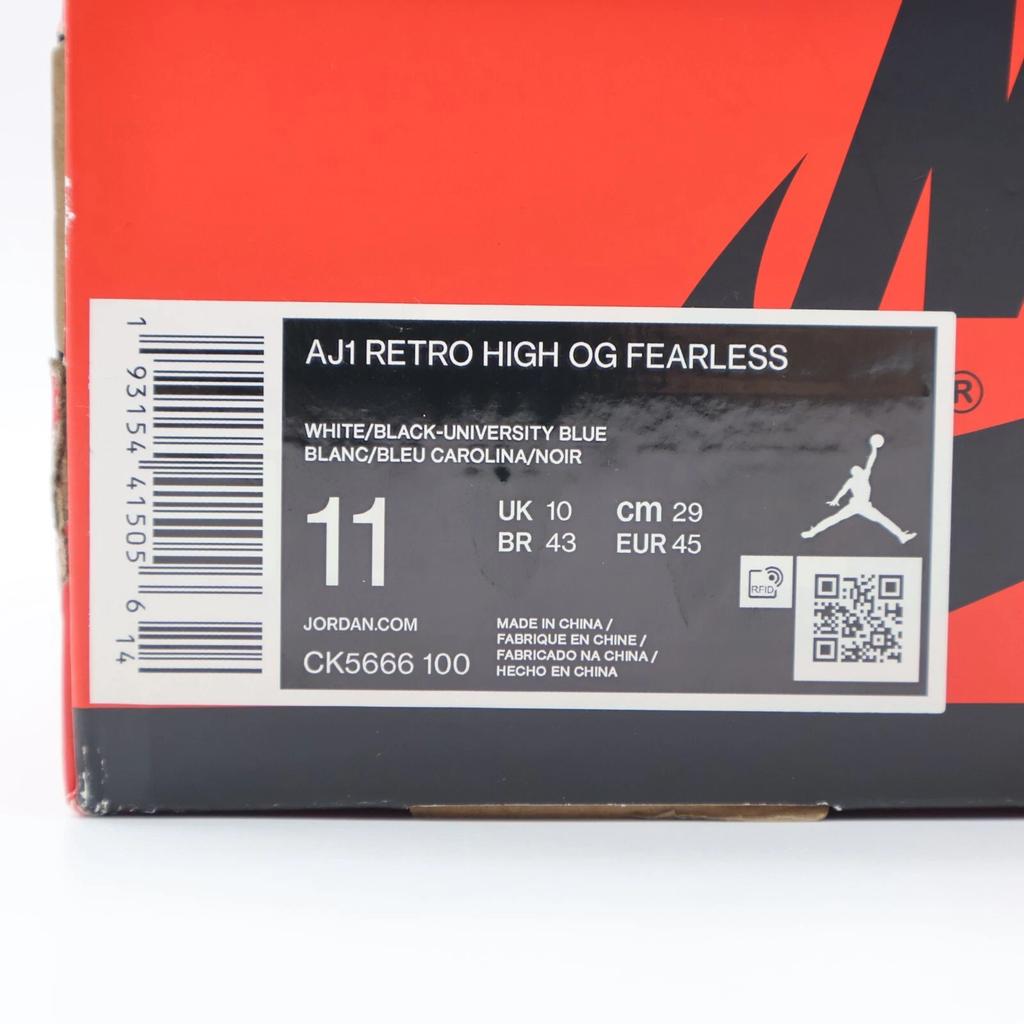 AJ1 RETRO HIGH OG FEARLESS
WHITE/BLACK-UNIVERSITY BLUE
BLANC/BLEU CAROLINA/NOIR
11
UK 10 cm 29
BR 43 EUR 45
RFID
JORDAN.COM
CK5666 100
MADE IN CHINA /
FABRIQUE EN CHINE /
FABRICADO NA CHINA /
HECHO EN CHINA
1 93154 41505 6 14
R